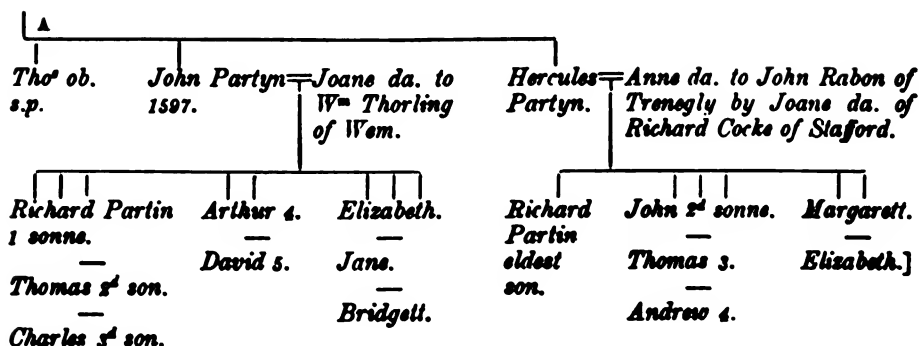 A
Thoˢ ob.
s.p.
John Partyn
1597.
Joane da. to
Wᵐ Thorling
of Wem.
Hercules
Partyn.
Anne da. to John Rabon of
Trenegly by Joane da. of
Richard Cocke of Stafford.
Richard Partin
1 sonne.
Thomas 2ᵈ son.
Charles 3ᵈ son.
Arthur 4.
David 5.
Elizabeth.
Jane.
Bridgett.
Richard
Partin
eldest
son.
John 2ᵈ sonne.
Thomas 3.
Andrew 4.
Margarett.
Elizabeth.]